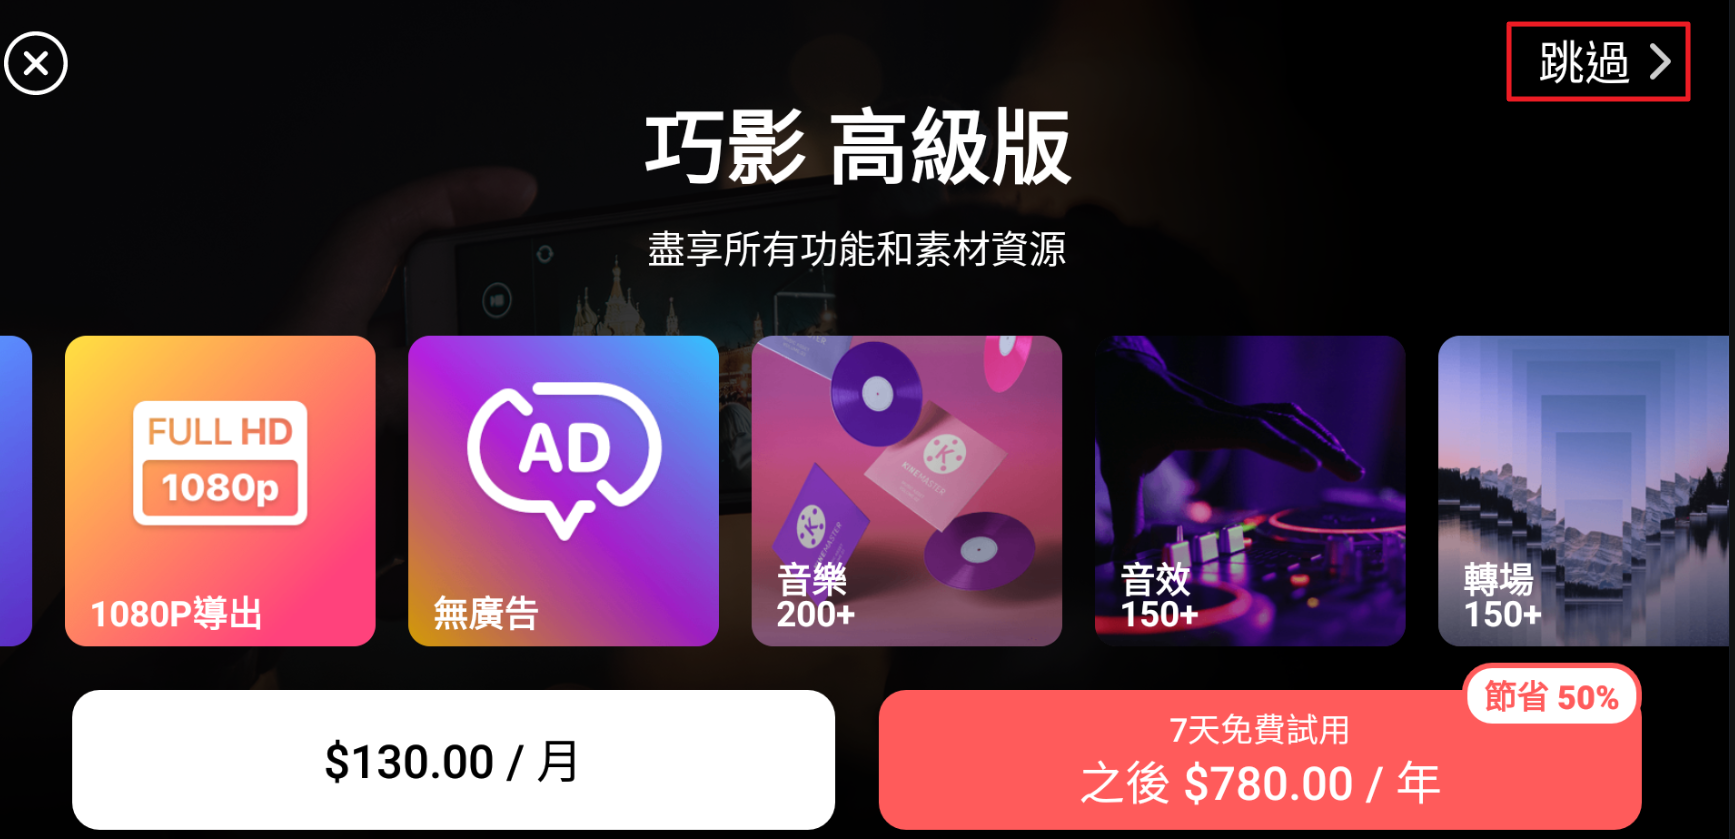 跳過
巧影 高級版
盡享所有功能和素材資源
FULL HD
1080p
1080P導出
AD
無廣告
KINEMASTER
KINEMASTER
音樂
200+
音效
150+
轉場
150+
$130.00 / 月
節省 50%
7天免費試用
之後 $780.00 / 年